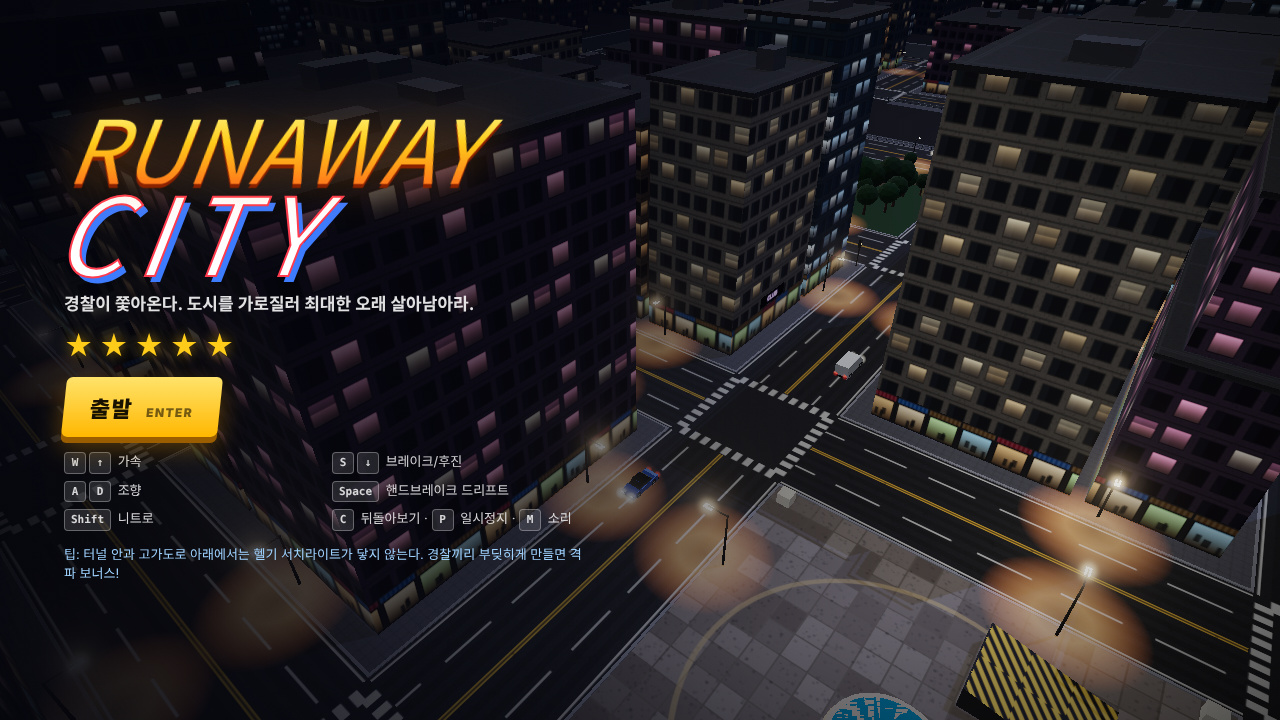 RUNAWAY
CITY
경찰이 쫓아온다. 도시를 가로질러 최대한 오래 살아남아라.
★ ★ ★ ★ ★
출발 ENTER
W ↑ 가속 S ↓ 브레이크/후진
A D 조향 Space 핸드브레이크 드리프트
Shift 니트로 C 뒤돌아보기 · P 일시정지 · M 소리
팁: 터널 안과 고가도로 아래에서는 헬기 서치라이트가 닿지 않는다. 경찰끼리 부딪히게 만들면 격
파 보너스!